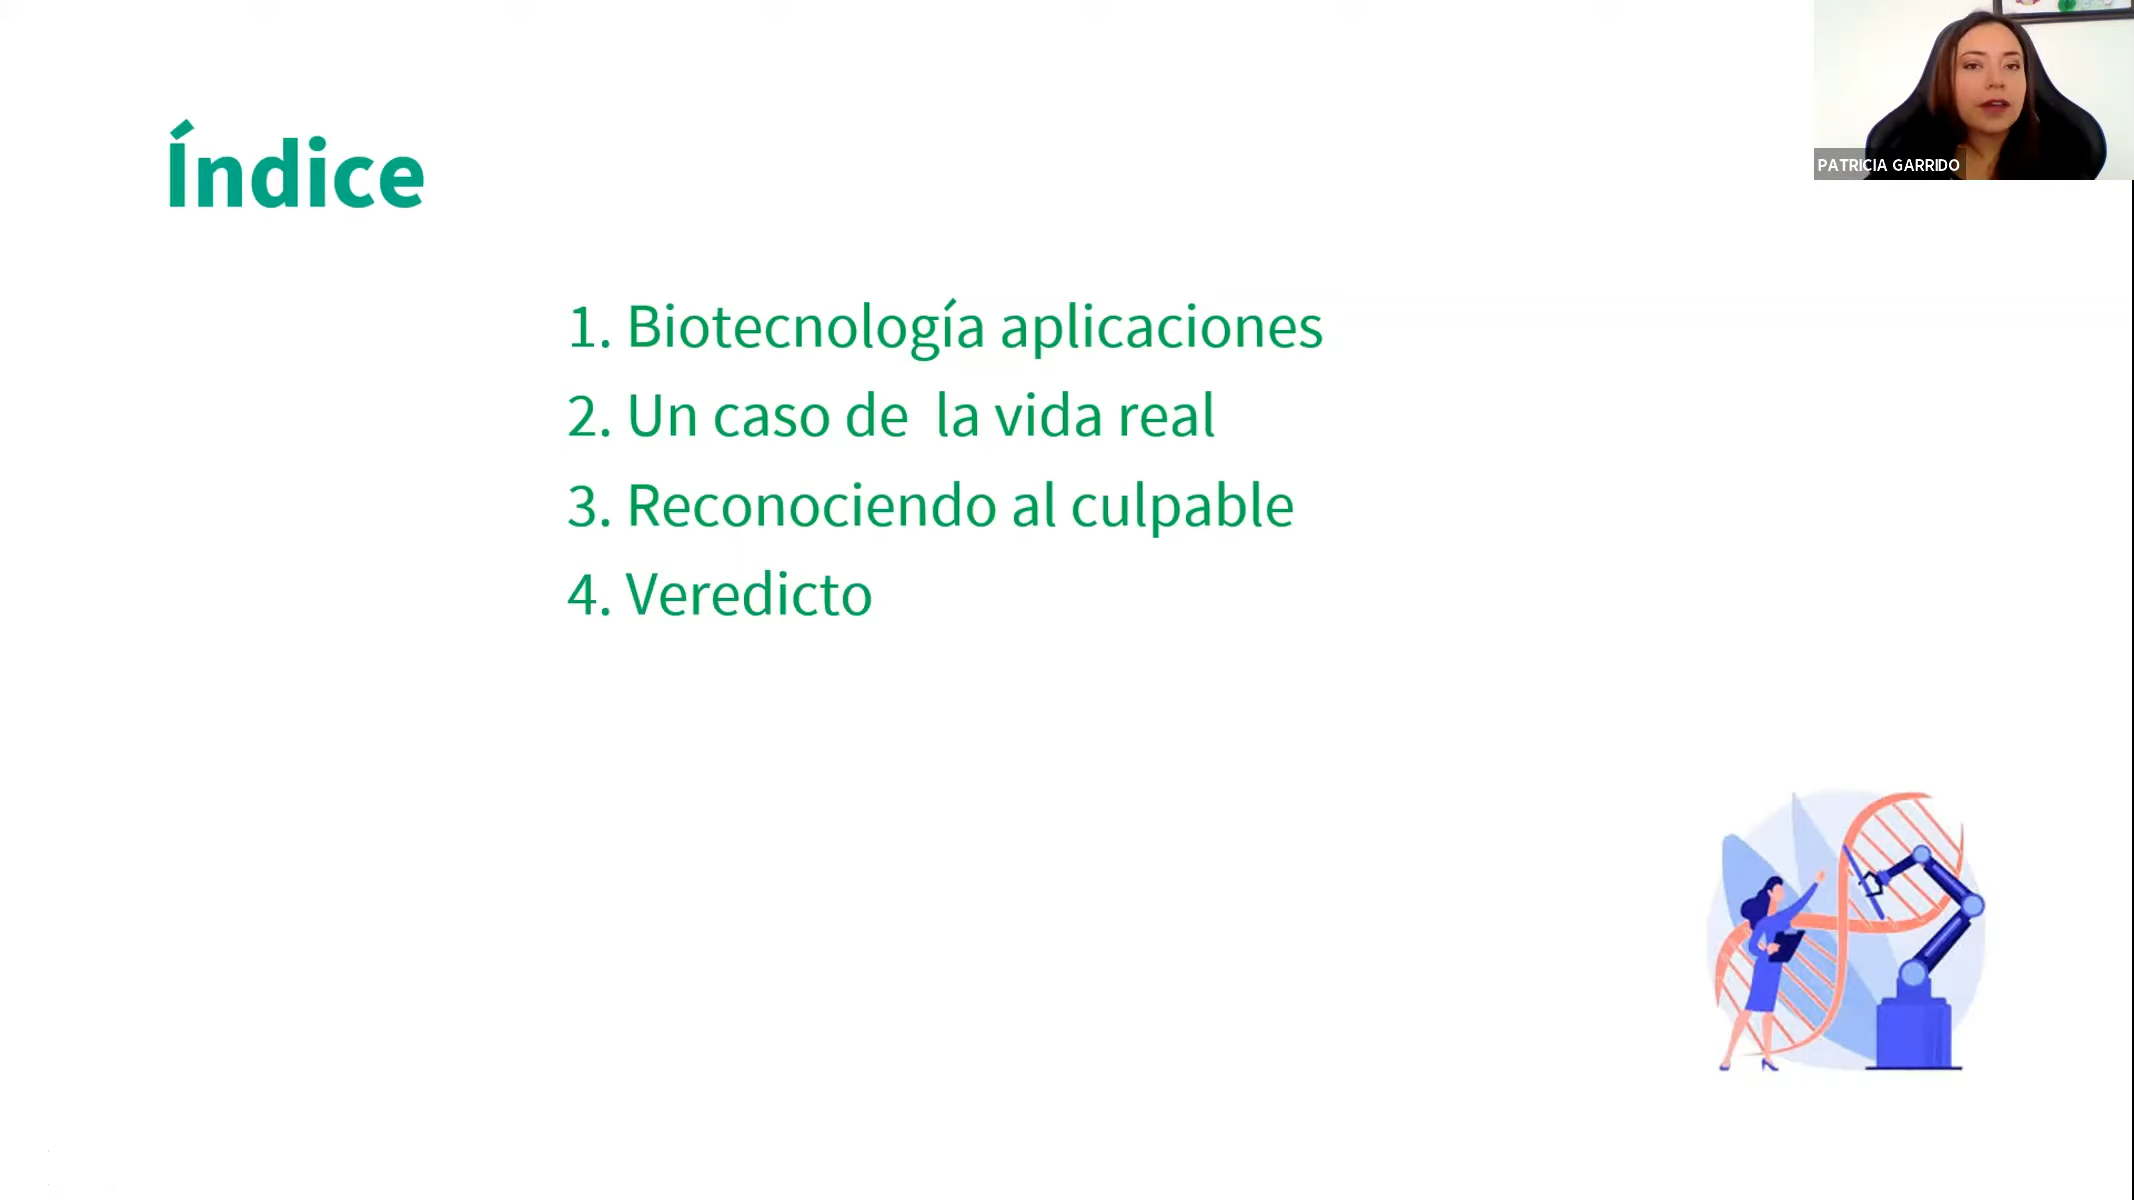 Índice
1. Biotecnología aplicaciones
2. Un caso de  la vida real
3. Reconociendo al culpable
4. Veredicto
PATRICIA GARRIDO